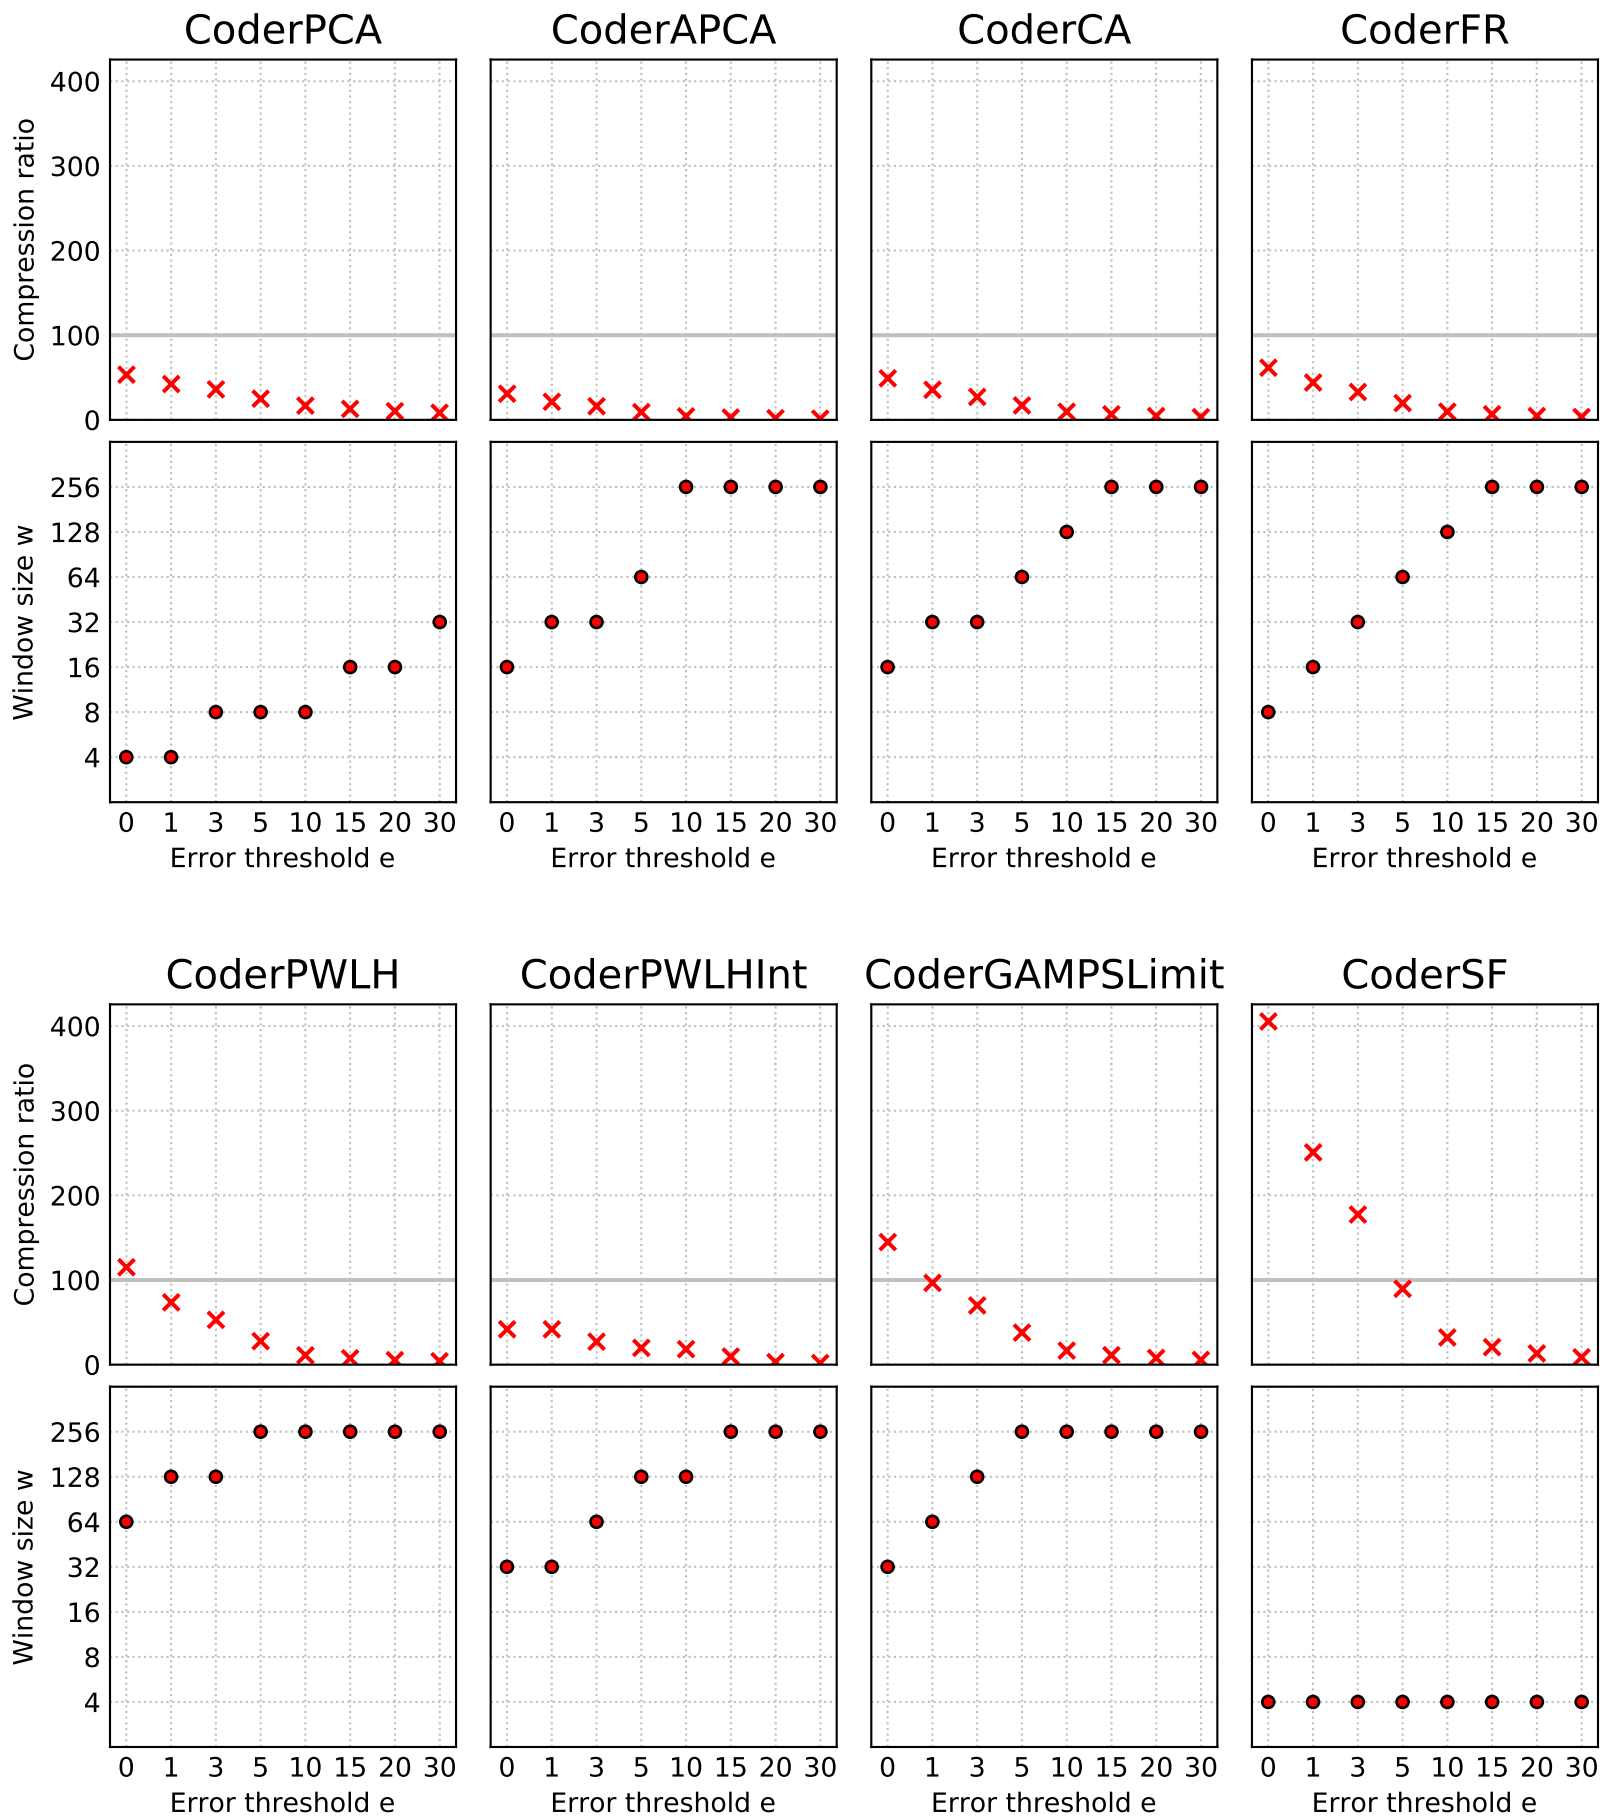 CoderPCA CoderAPCA CoderCA CoderFR
Compression ratio
400
300
200
100
0
Window size w
256
128
64
32
16
8
4
0 1 3 5 10 15 20 30 0 1 3 5 10 15 20 30 0 1 3 5 10 15 20 30 0 1 3 5 10 15 20 30
Error threshold e Error threshold e Error threshold e Error threshold e
CoderPWLH CoderPWLHInt CoderGAMPSLimit CoderSF
Compression ratio
400
300
200
100
0
Window size w
256
128
64
32
16
8
4
0 1 3 5 10 15 20 30 0 1 3 5 10 15 20 30 0 1 3 5 10 15 20 30 0 1 3 5 10 15 20 30
Error threshold e Error threshold e Error threshold e Error threshold e